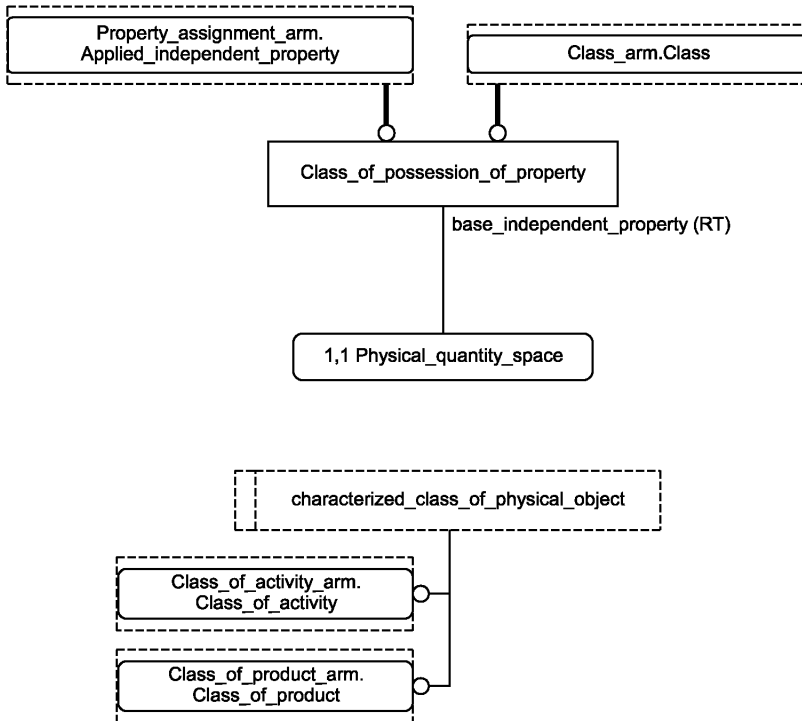 Property_assignment_arm.
Applied_independent_property
Class_arm.Class
Class_of_possession_of_property
base_independent_property (RT)
1,1 Physical_quantity_space
characterized_class_of_physical_object
Class_of_activity_arm.
Class_of_activity
Class_of_product_arm.
Class_of_product